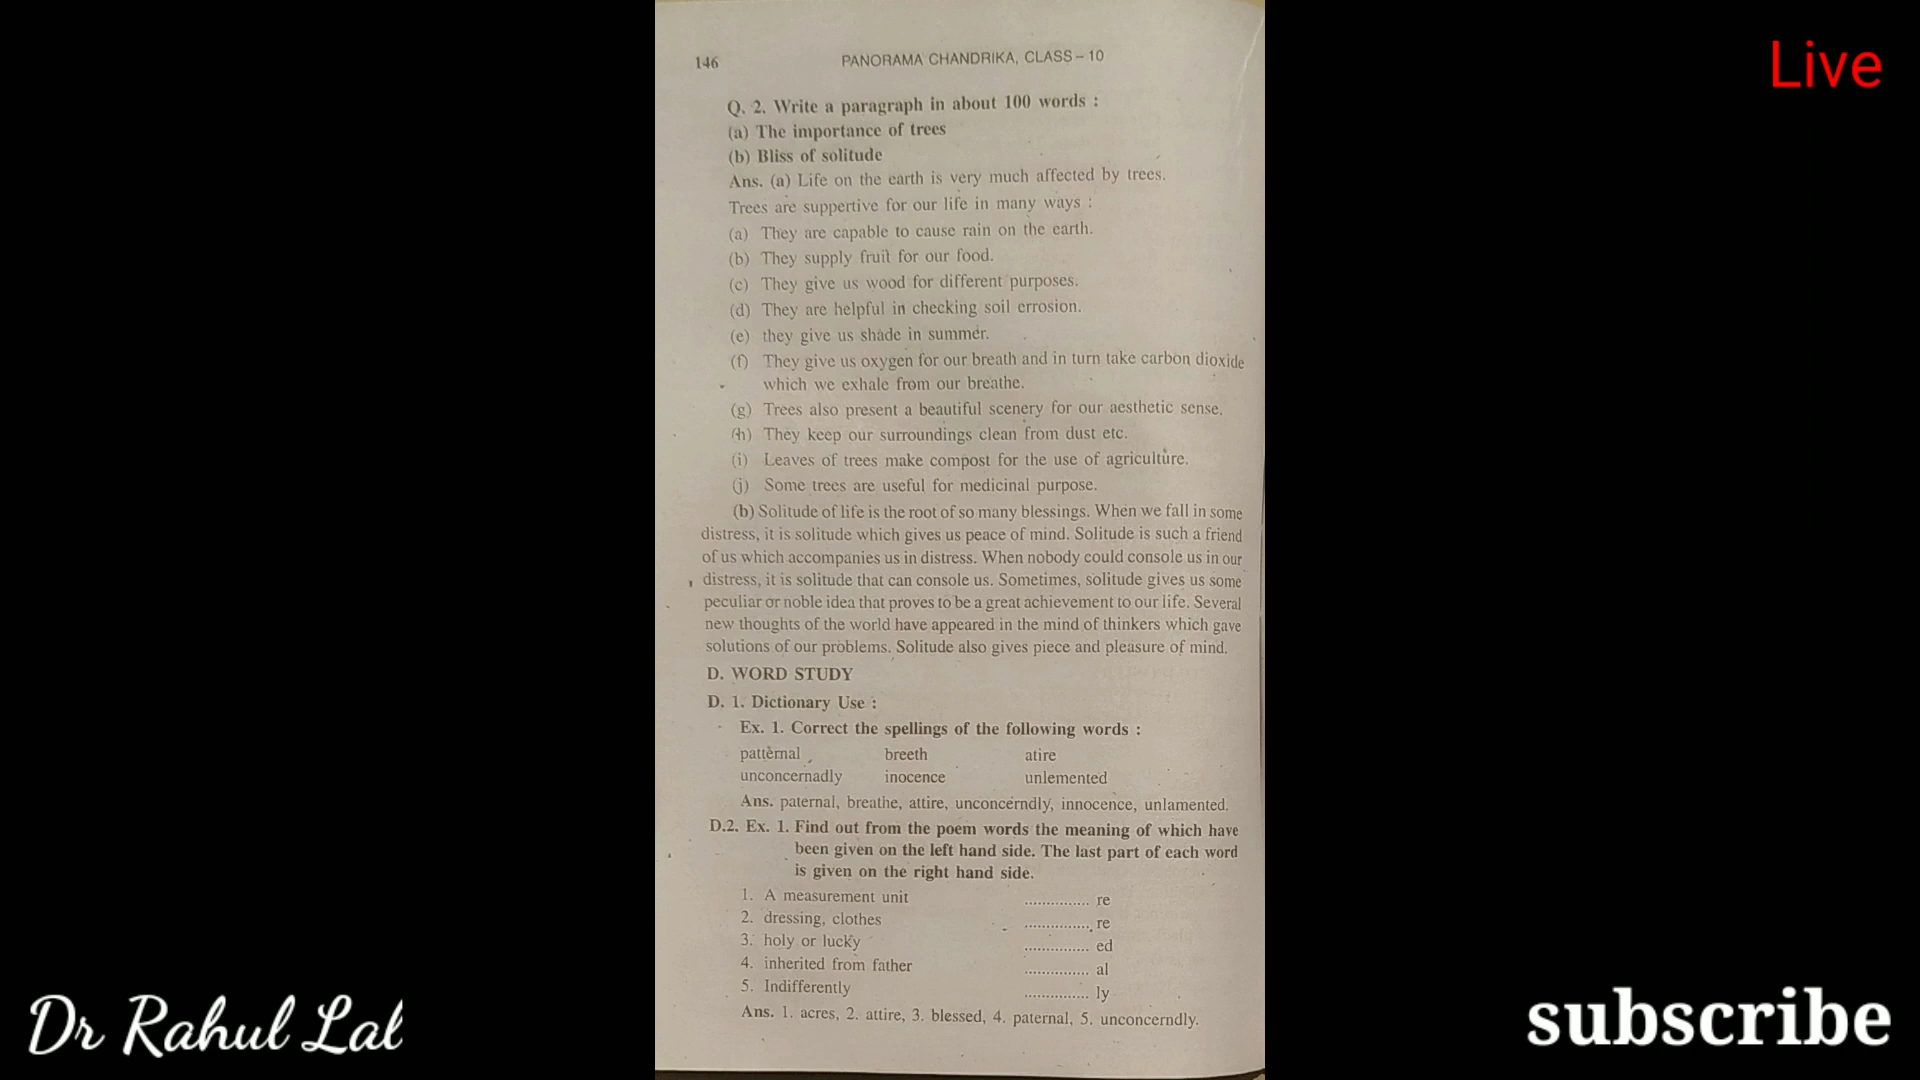 146 PANORAMA CHANDRIKA, CLASS – 10
Live
Q. 2. Write a paragraph in about 100 words :
(a) The importance of trees
(b) Bliss of solitude
Ans. (a) Life on the earth is very much affected by trees.
Trees are suppertive for our life in many ways :
(a) They are capable to cause rain on the earth.
(b) They supply fruit for our food.
(c) They give us wood for different purposes.
(d) They are helpful in checking soil errosion.
(e) they give us shade in summer.
(f) They give us oxygen for our breath and in turn take carbon dioxide
which we exhale from our breathe.
(g) Trees also present a beautiful scenery for our aesthetic sense.
(h) They keep our surroundings clean from dust etc.
(i) Leaves of trees make compost for the use of agriculture.
(j) Some trees are useful for medicinal purpose.
(b) Solitude of life is the root of so many blessings. When we fall in some
distress, it is solitude which gives us peace of mind. Solitude is such a friend
of us which accompanies us in distress. When nobody could console us in our
distress, it is solitude that can console us. Sometimes, solitude gives us some
peculiar or noble idea that proves to be a great achievement to our life. Several
new thoughts of the world have appeared in the mind of thinkers which gave
solutions of our problems. Solitude also gives piece and pleasure of mind.
D. WORD STUDY
D. 1. Dictionary Use :
Ex. 1. Correct the spellings of the following words :
patternal breeth atire
unconcernadly inocence unlemented
Ans. paternal, breathe, attire, unconcerndly, innocence, unlamented.
D.2. Ex. 1. Find out from the poem words the meaning of which have
been given on the left hand side. The last part of each word
is given on the right hand side.
1. A measurement unit ............... re
2. dressing, clothes ............... re
3. holy or lucky ............... ed
4. inherited from father ............... al
5. Indifferently ............... ly
Ans. 1. acres, 2. attire, 3. blessed, 4. paternal, 5. unconcerndly.
Dr Rahul Lal
subscribe